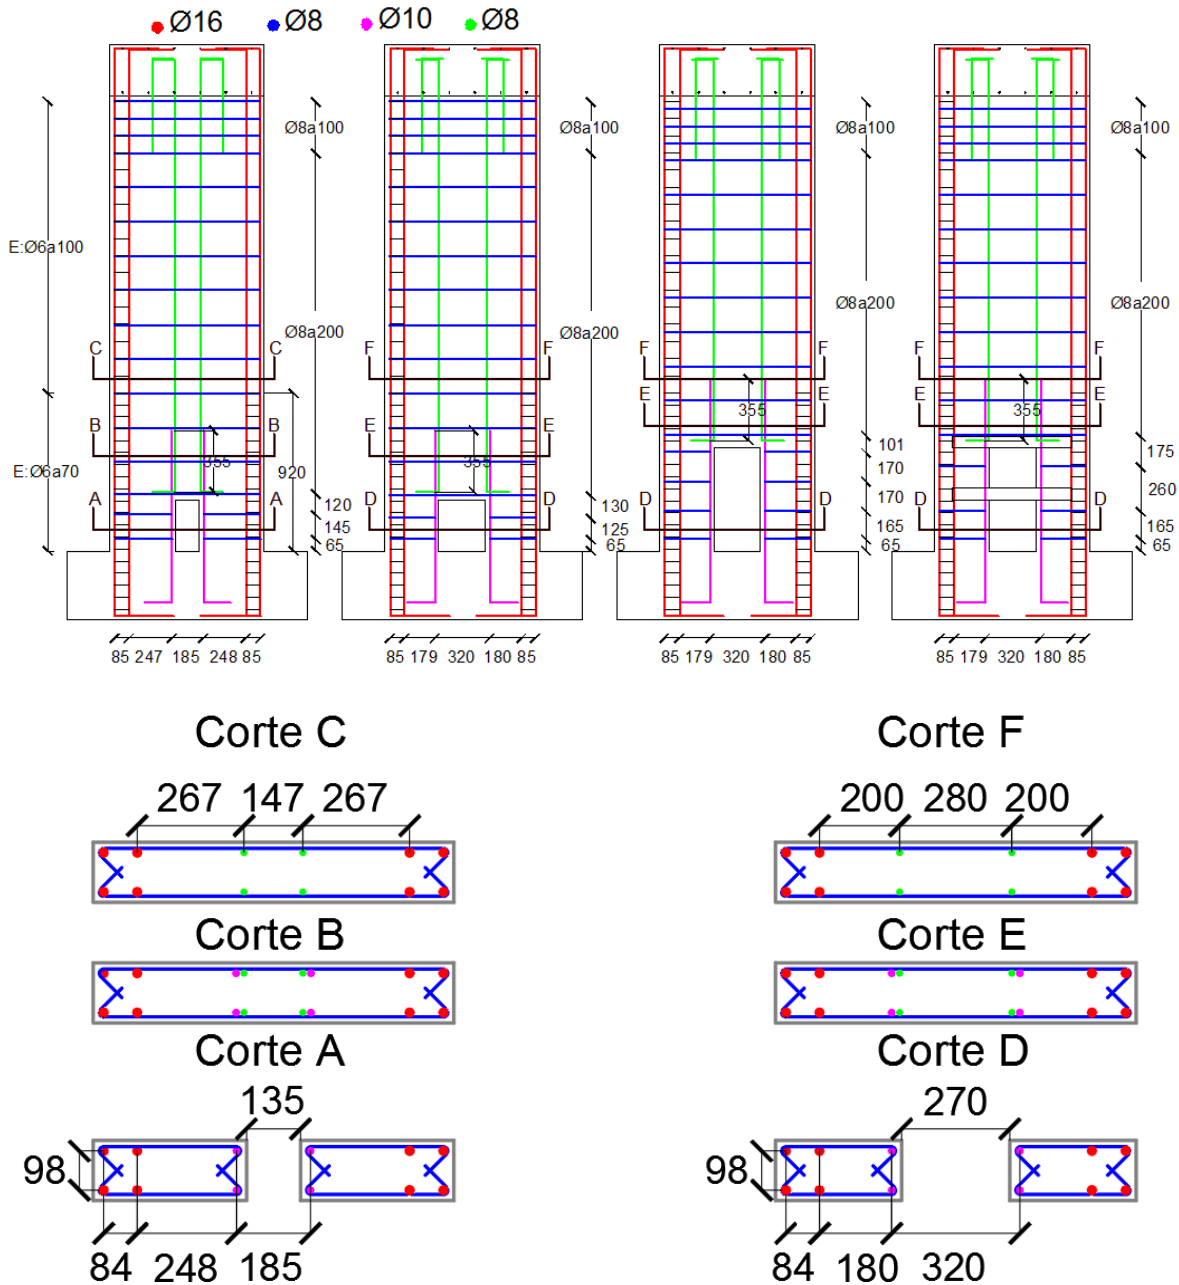 Ø16 Ø8 Ø10 Ø8
Ø8a100 Ø8a100 Ø8a100 Ø8a100
E:Ø6a100
Ø8a200 Ø8a200 Ø8a200 Ø8a200
C C F F F F F F
B B E E E E E E
355 355 355 355
E:Ø6a70
920
A A D D D D D D
120
145
65
130
125
65
101
170
170
165
65
175
260
165
65
85 247 185 248 85
85 179 320 180 85
85 179 320 180 85
85 179 320 180 85
Corte C
267 147 267
Corte B
Corte A
135
98
84 248 185
Corte F
200 280 200
Corte E
Corte D
270
98
84 180 320